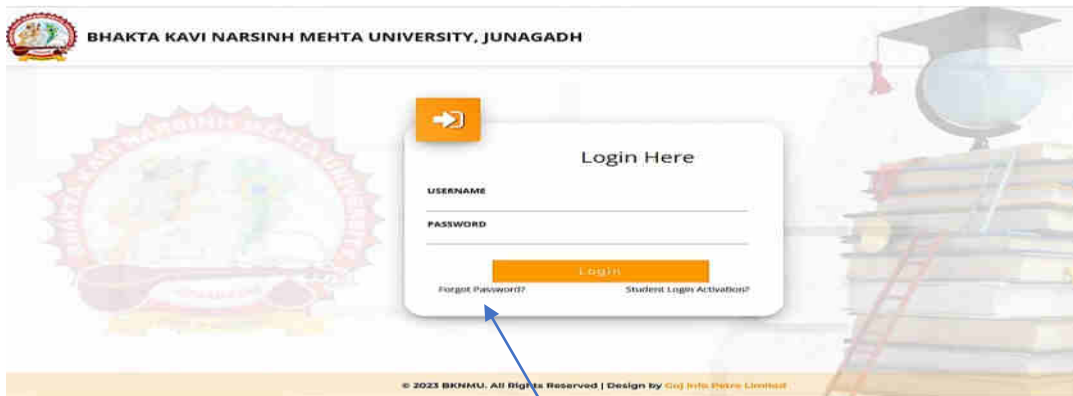 BHAKTA KAVI NARSINH MEHTA UNIVERSITY, JUNAGADH
Login Here
USERNAME
PASSWORD
Login
Forgot Password? Student Login Activation?
© 2023 BKNMU. All Rights Reserved | Design by Guj Info Petro Limited